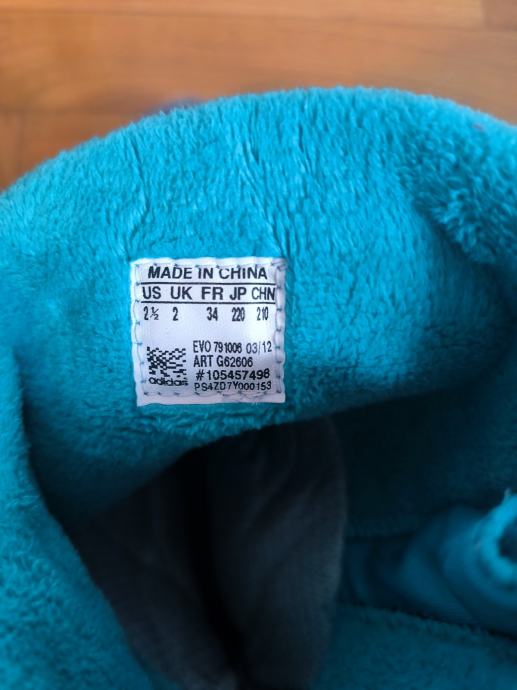 MADE IN CHINA
US UK FR JP CHN
2½ 2 34 220 210
EVO 791006 03/12
ART G62606
#105457498
adidas PS4ZD7Y000153